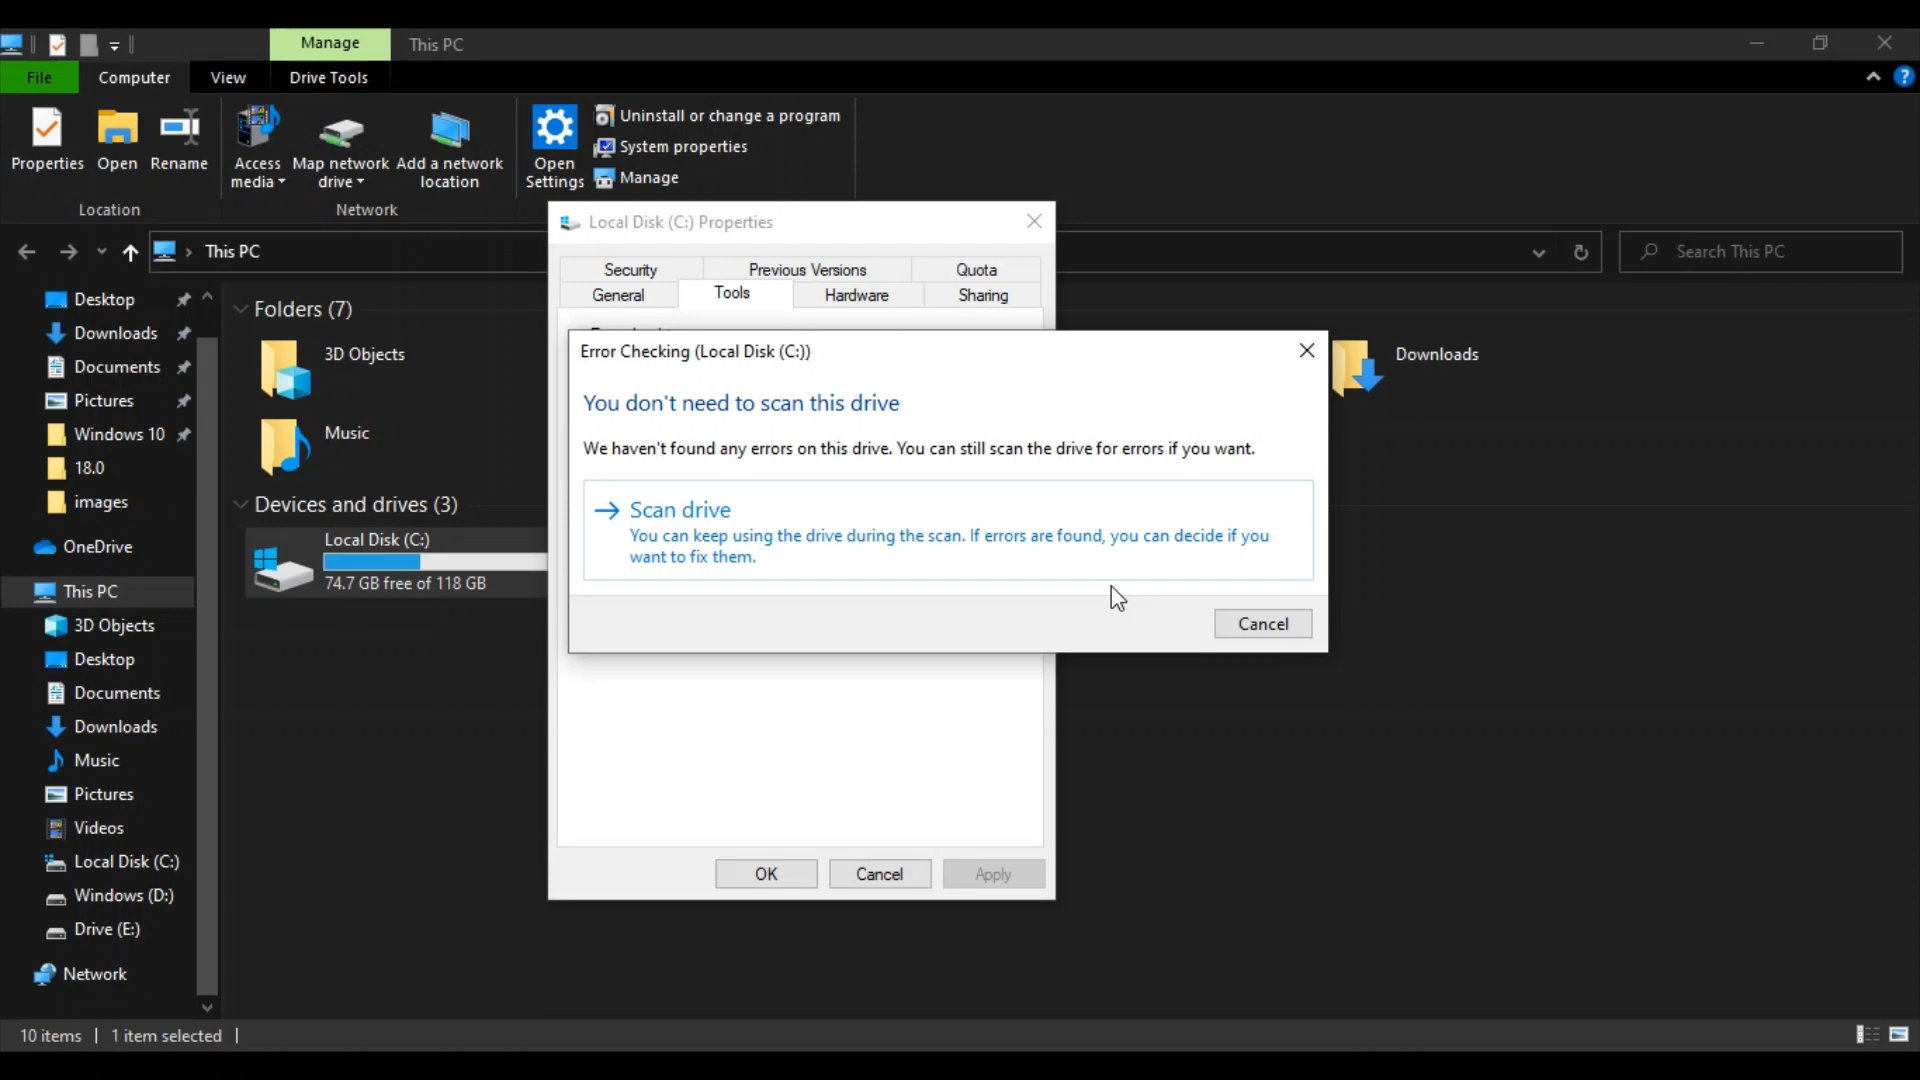 Manage
This PC
File
Computer
View
Drive Tools
Properties
Open
Rename
Access
media
Map network
drive
Add a network
location
Open
Settings
Uninstall or change a program
System properties
Manage
Location
Network
This PC
Search This PC
Desktop
Downloads
Documents
Pictures
Windows 10
18.0
images
OneDrive
This PC
3D Objects
Desktop
Documents
Downloads
Music
Pictures
Videos
Local Disk (C:)
Windows (D:)
Drive (E:)
Network
Folders (7)
3D Objects
Music
Downloads
Devices and drives (3)
Local Disk (C:)
74.7 GB free of 118 GB
Local Disk (C:) Properties
Security
Previous Versions
Quota
General
Tools
Hardware
Sharing
Error Checking (Local Disk (C:))
You don't need to scan this drive
We haven't found any errors on this drive. You can still scan the drive for errors if you want.
Scan drive
You can keep using the drive during the scan. If errors are found, you can decide if you
want to fix them.
Cancel
OK
Cancel
Apply
10 items
1 item selected